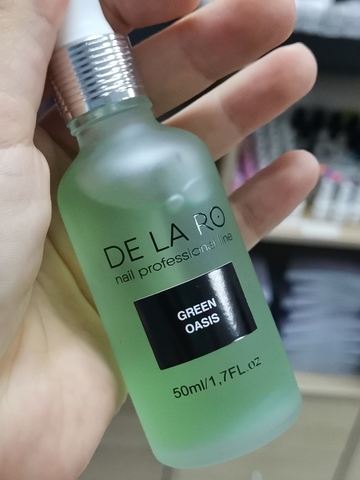 DE LA RO
nail professional line
GREEN
OASIS
50ml/1,7FL.oz